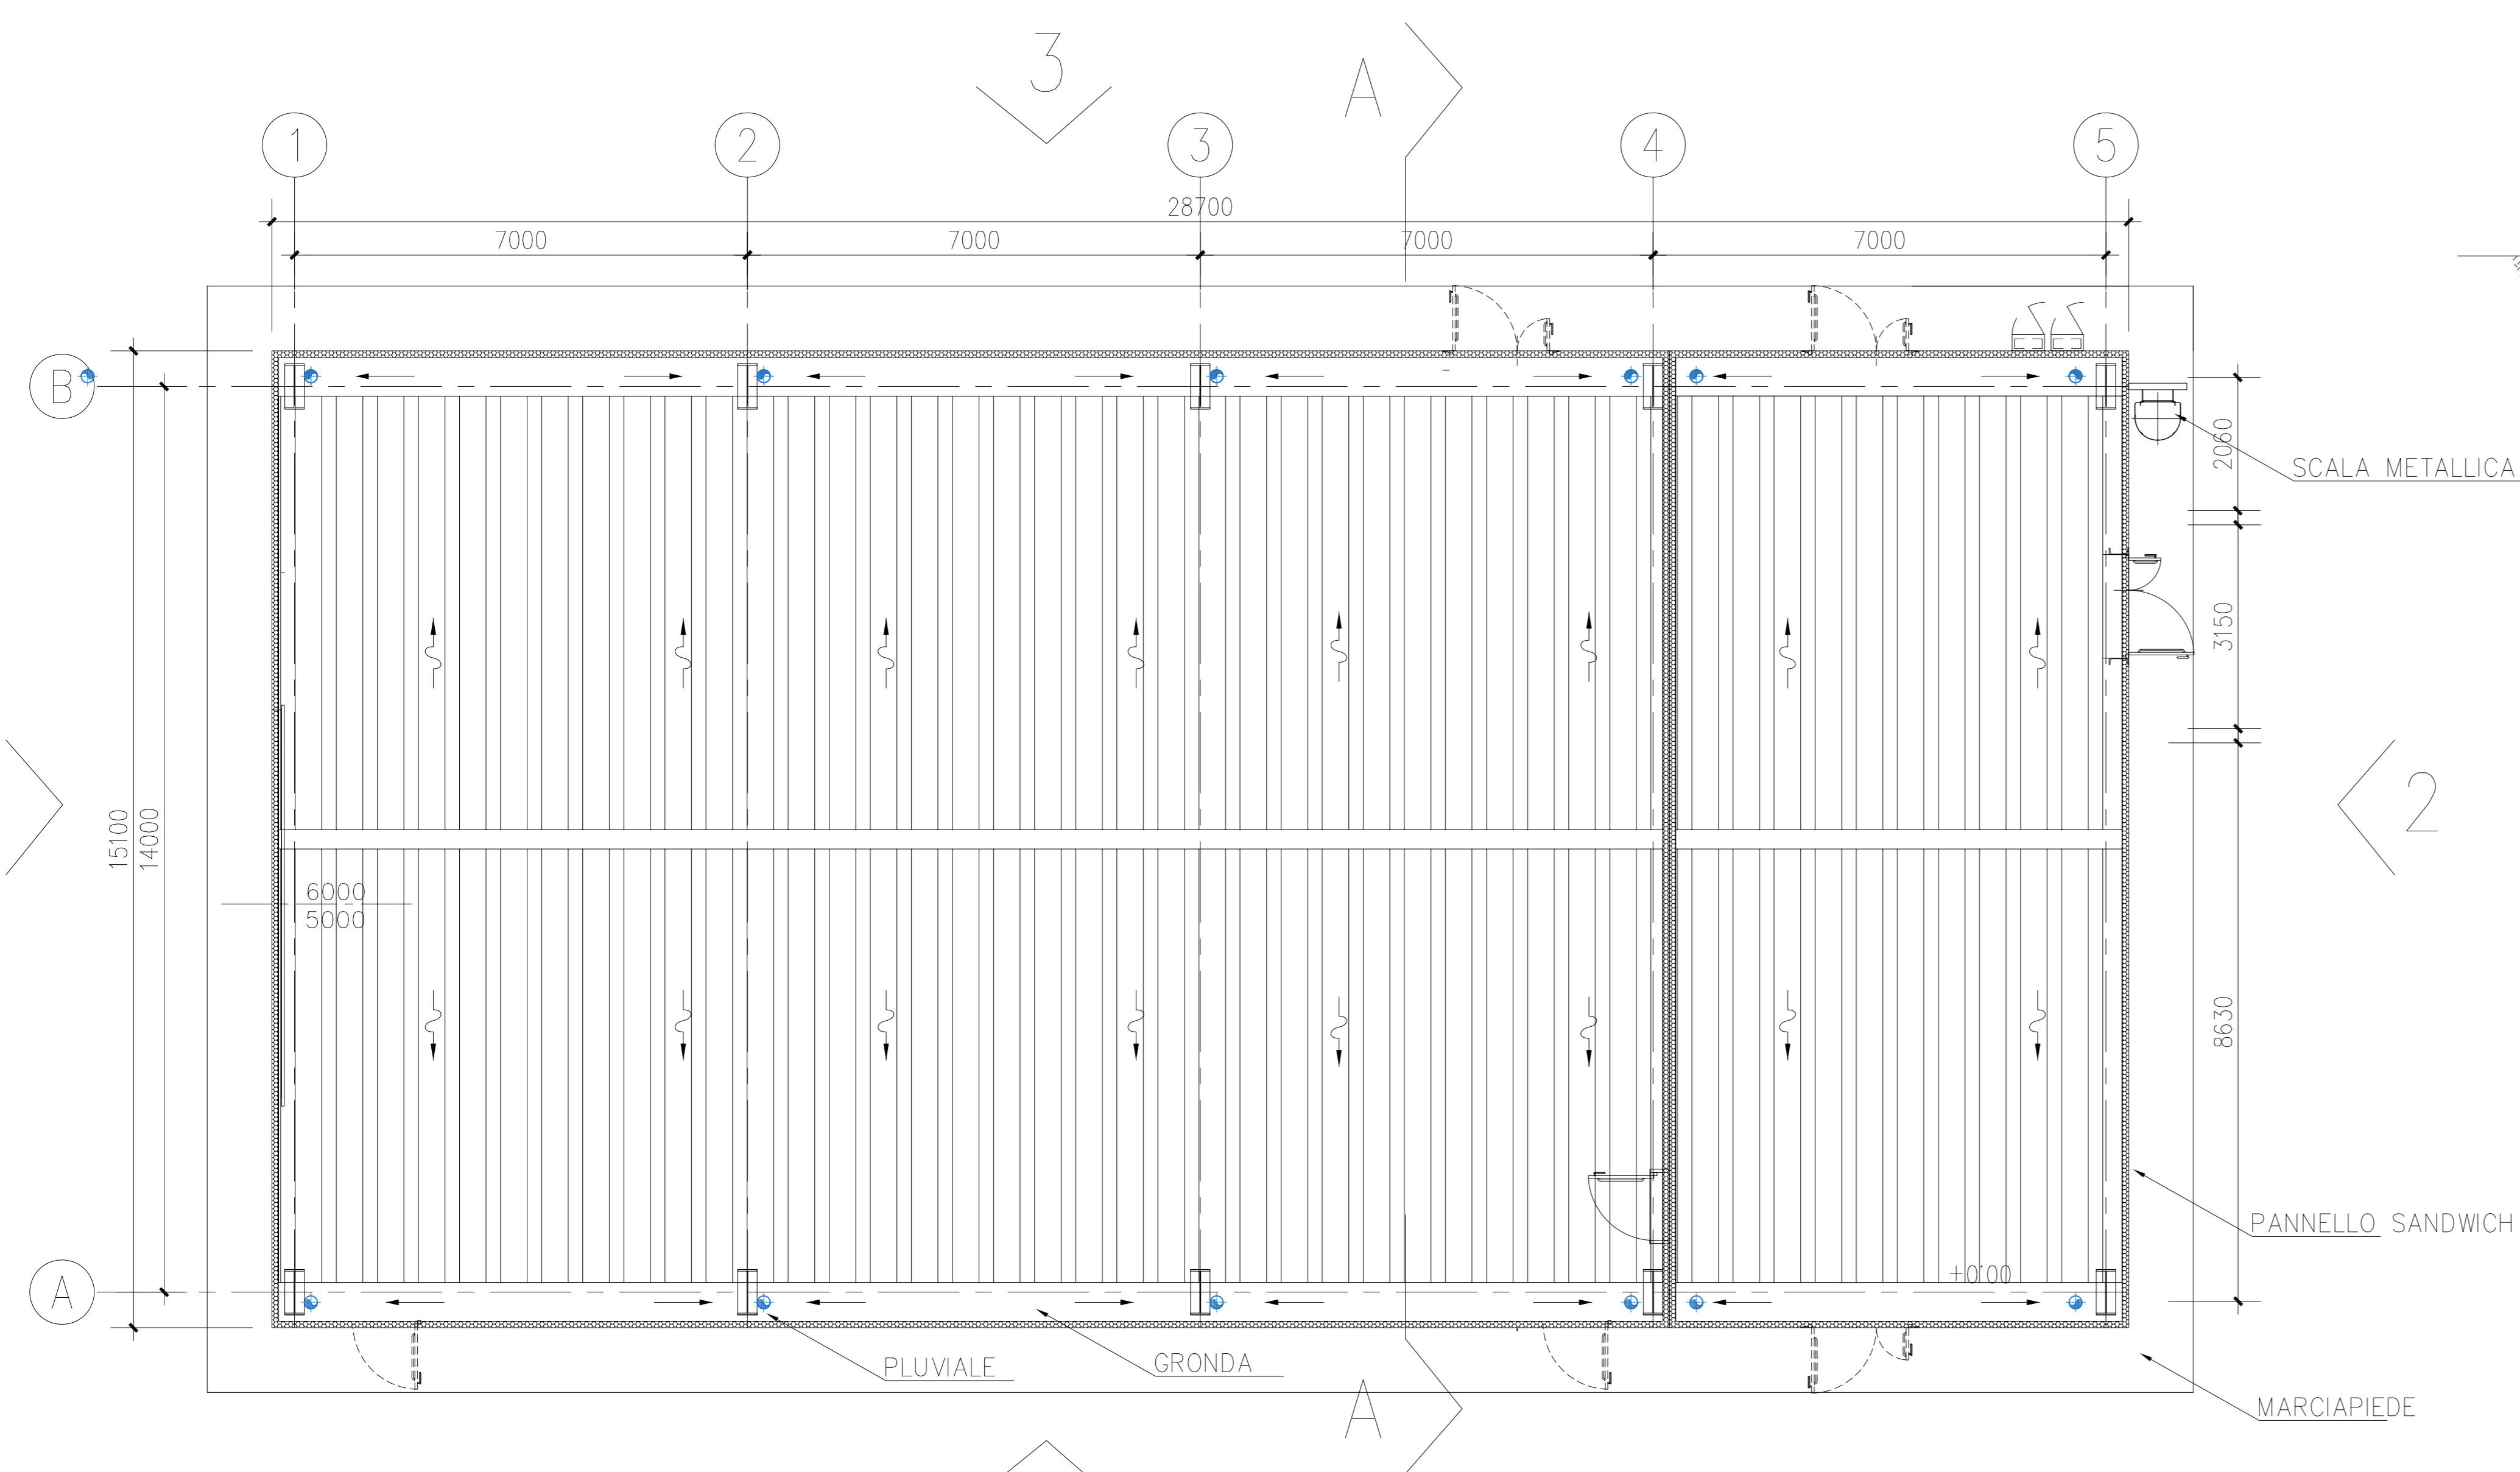 3
A
1
2
3
4
5
28700
7000
7000
7000
7000
B
2060
SCALA METALLICA
3150
2
15100
14000
6000
5000
8630
PANNELLO SANDWICH
+0.00
A
PLUVIALE
GRONDA
A
MARCIAPIEDE